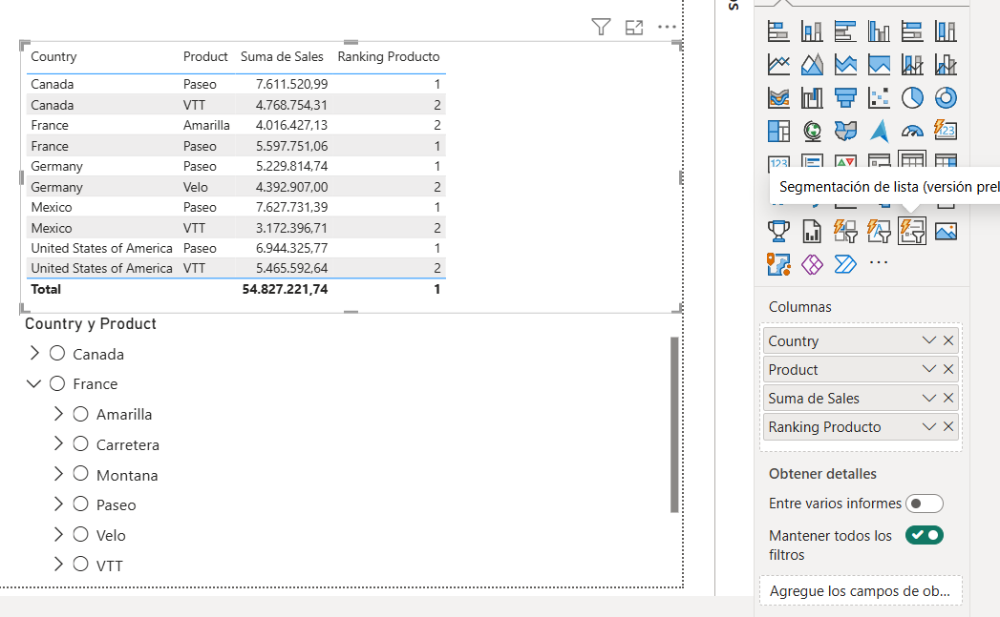 Country Product Suma de Sales Ranking Producto
Canada Paseo 7.611.520,99 1
Canada VTT 4.768.754,31 2
France Amarilla 4.016.427,13 2
France Paseo 5.597.751,06 1
Germany Paseo 5.229.814,74 1
Germany Velo 4.392.907,00 2
Mexico Paseo 7.627.731,39 1
Mexico VTT 3.172.396,71 2
United States of America Paseo 6.944.325,77 1
United States of America VTT 5.465.592,64 2
Total 54.827.221,74 1
Country y Product
Canada
France
Amarilla
Carretera
Montana
Paseo
Velo
VTT
123
123
Segmentación de lista (versión prel
Columnas
Country
Product
Suma de Sales
Ranking Producto
Obtener detalles
Entre varios informes
Mantener todos los
filtros
Agregue los campos de ob...